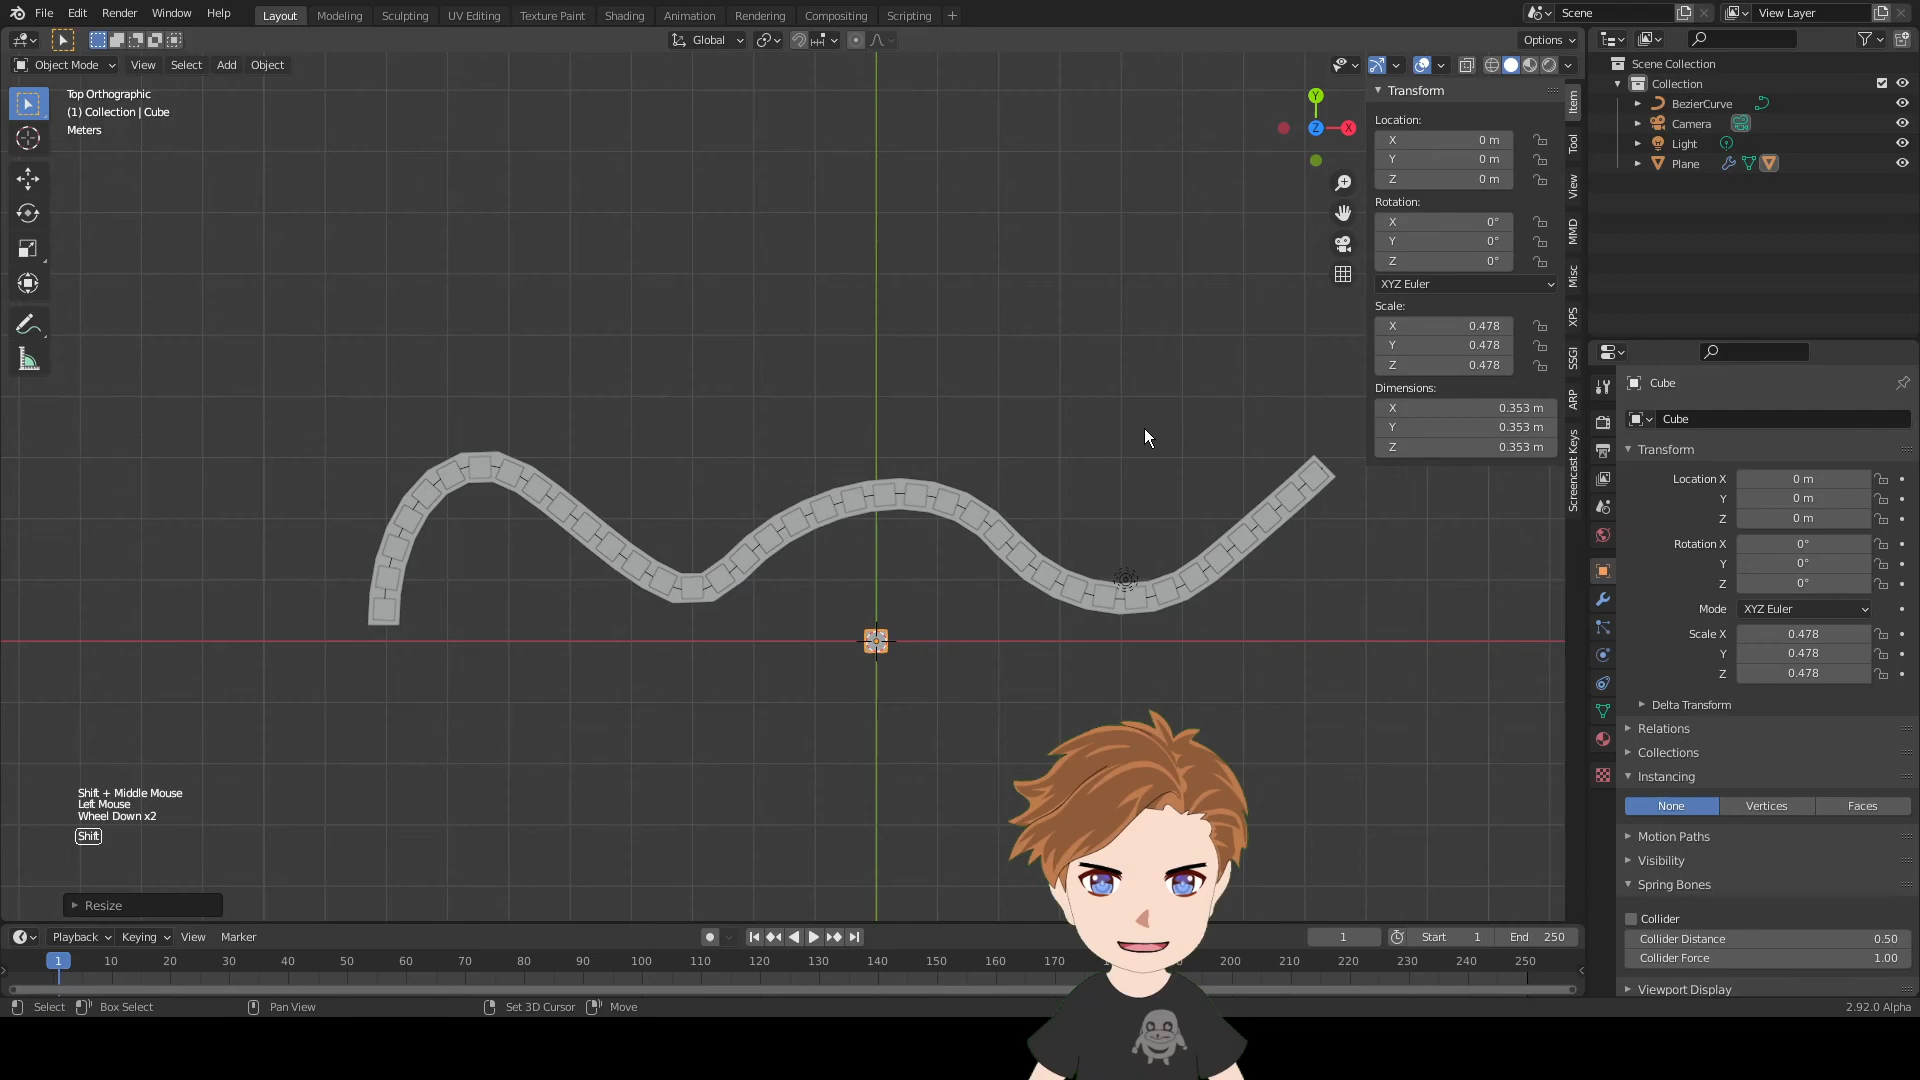 File Edit Render Window Help
Layout Modeling Sculpting UV Editing Texture Paint Shading Animation Rendering Compositing Scripting
Scene
View Layer
Global
Options
Object Mode View Select Add Object
Top Orthographic
(1) Collection | Cube
Meters
Y
Z
X
Transform
Location:
X 0 m
Y 0 m
Z 0 m
Rotation:
X 0°
Y 0°
Z 0°
XYZ Euler
Scale:
X 0.478
Y 0.478
Z 0.478
Dimensions:
X 0.353 m
Y 0.353 m
Z 0.353 m
Item
Tool
View
MMD
Misc
XPS
SSGI
ARP
Screencast Keys
Scene Collection
Collection
BezierCurve
Camera
Light
Plane
Cube
Cube
Transform
Location X 0 m
Y 0 m
Z 0 m
Rotation X 0°
Y 0°
Z 0°
Mode XYZ Euler
Scale X 0.478
Y 0.478
Z 0.478
Delta Transform
Relations
Collections
Instancing
None Vertices Faces
Motion Paths
Visibility
Spring Bones
Collider
Collider Distance 0.50
Collider Force 1.00
Viewport Display
Shift + Middle Mouse
Left Mouse
Wheel Down x2
Shift
Resize
Playback Keying View Marker
1
Start 1
End 250
1 10 20 30 40 50 60 70 80 90 100 110 120 130 140 150 160 170 200 210 220 230 240 250
Select Box Select Pan View Set 3D Cursor Move
2.92.0 Alpha